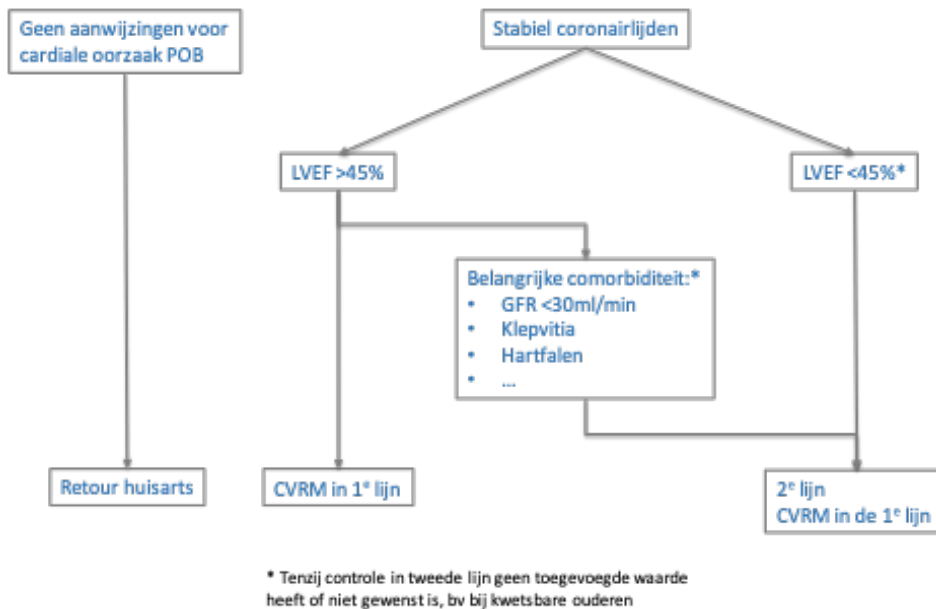 Geen aanwijzingen voor
cardiale oorzaak POB
Stabiel coronairlijden
LVEF >45%
LVEF <45%*
Belangrijke comorbiditeit:*
• GFR <30ml/min
• Klepvitia
• Hartfalen
• ...
Retour huisarts
CVRM in 1e lijn
2e lijn
CVRM in de 1e lijn
* Tenzij controle in tweede lijn geen toegevoegde waarde
heeft of niet gewenst is, bv bij kwetsbare ouderen